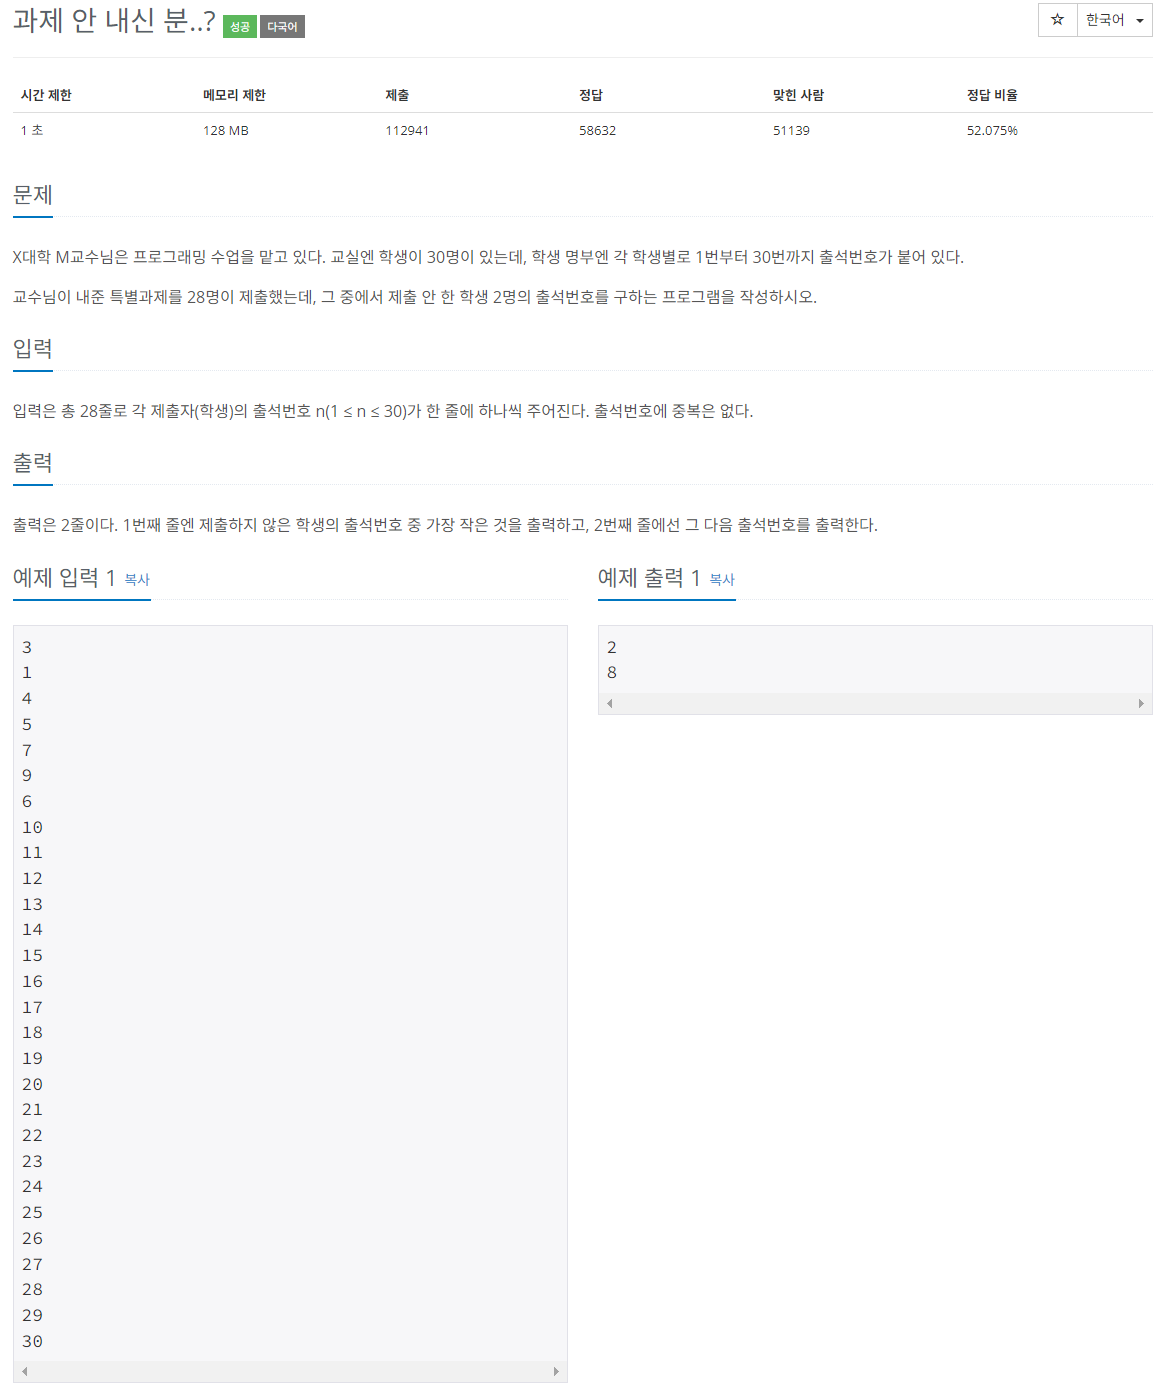 과제 안 내신 분..? 성공 다국어 ☆ 한국어
시간 제한 메모리 제한 제출 정답 맞힌 사람 정답 비율
1 초 128 MB 112941 58632 51139 52.075%
문제
X대학 M교수님은 프로그래밍 수업을 맡고 있다. 교실엔 학생이 30명이 있는데, 학생 명부엔 각 학생별로 1번부터 30번까지 출석번호가 붙어 있다.
교수님이 내준 특별과제를 28명이 제출했는데, 그 중에서 제출 안 한 학생 2명의 출석번호를 구하는 프로그램을 작성하시오.
입력
입력은 총 28줄로 각 제출자(학생)의 출석번호 n(1 ≤ n ≤ 30)가 한 줄에 하나씩 주어진다. 출석번호에 중복은 없다.
출력
출력은 2줄이다. 1번째 줄엔 제출하지 않은 학생의 출석번호 중 가장 작은 것을 출력하고, 2번째 줄에선 그 다음 출석번호를 출력한다.
예제 입력 1 복사
3
1
4
5
7
9
6
10
11
12
13
14
15
16
17
18
19
20
21
22
23
24
25
26
27
28
29
30
예제 출력 1 복사
2
8